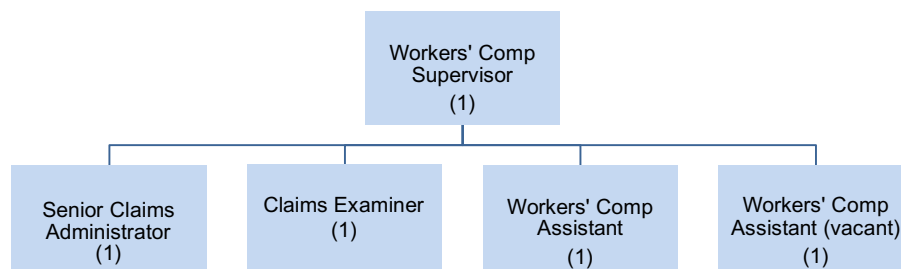 Workers' Comp
Supervisor
(1)
Senior Claims
Administrator
(1)
Claims Examiner
(1)
Workers' Comp
Assistant
(1)
Workers' Comp
Assistant (vacant)
(1)